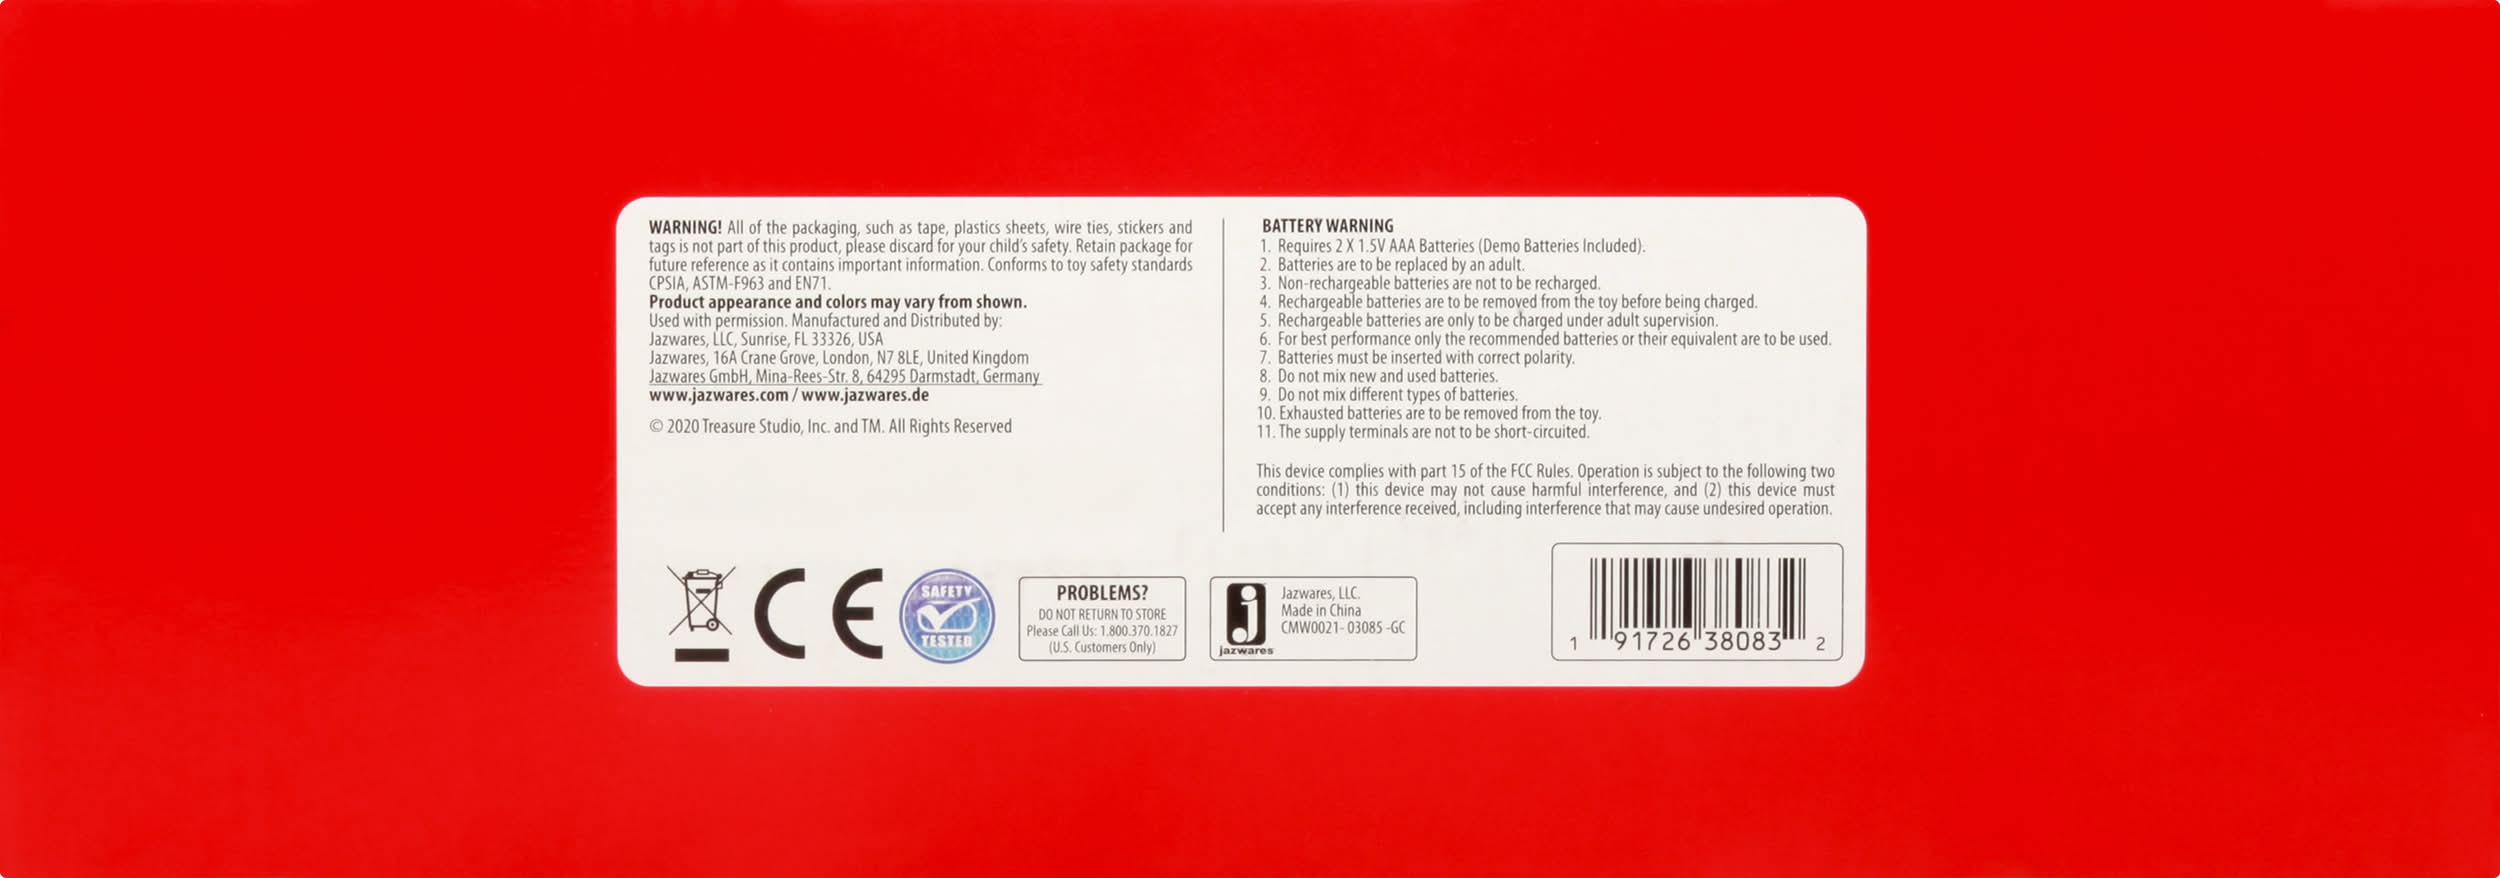 WARNING! All of the packaging, such as tape, plastics sheets, wire ties, stickers and
tags is not part of this product, please discard for your child's safety. Retain package for
future reference as it contains important information. Conforms to toy safety standards
CPSIA, ASTM-F963 and EN71.
Product appearance and colors may vary from shown.
Used with permission. Manufactured and Distributed by:
Jazwares, LLC, Sunrise, FL 33326, USA
Jazwares, 16A Crane Grove, London, N7 8LE, United Kingdom
Jazwares GmbH, Mina-Rees-Str. 8, 64295 Darmstadt, Germany
www.jazwares.com / www.jazwares.de
© 2020 Treasure Studio, Inc. and TM. All Rights Reserved
BATTERY WARNING
1. Requires 2 X 1.5V AAA Batteries (Demo Batteries Included).
2. Batteries are to be replaced by an adult.
3. Non-rechargeable batteries are not to be recharged.
4. Rechargeable batteries are to be removed from the toy before being charged.
5. Rechargeable batteries are only to be charged under adult supervision.
6. For best performance only the recommended batteries or their equivalent are to be used.
7. Batteries must be inserted with correct polarity.
8. Do not mix new and used batteries.
9. Do not mix different types of batteries.
10. Exhausted batteries are to be removed from the toy.
11. The supply terminals are not to be short-circuited.
This device complies with part 15 of the FCC Rules. Operation is subject to the following two
conditions: (1) this device may not cause harmful interference, and (2) this device must
accept any interference received, including interference that may cause undesired operation.
CE
SAFETY
TESTED
PROBLEMS?
DO NOT RETURN TO STORE
Please Call Us: 1.800.370.1827
(U.S. Customers Only)
j
jazwares
Jazwares, LLC.
Made in China
CMW0021- 03085 -GC
1 91726 38083 2